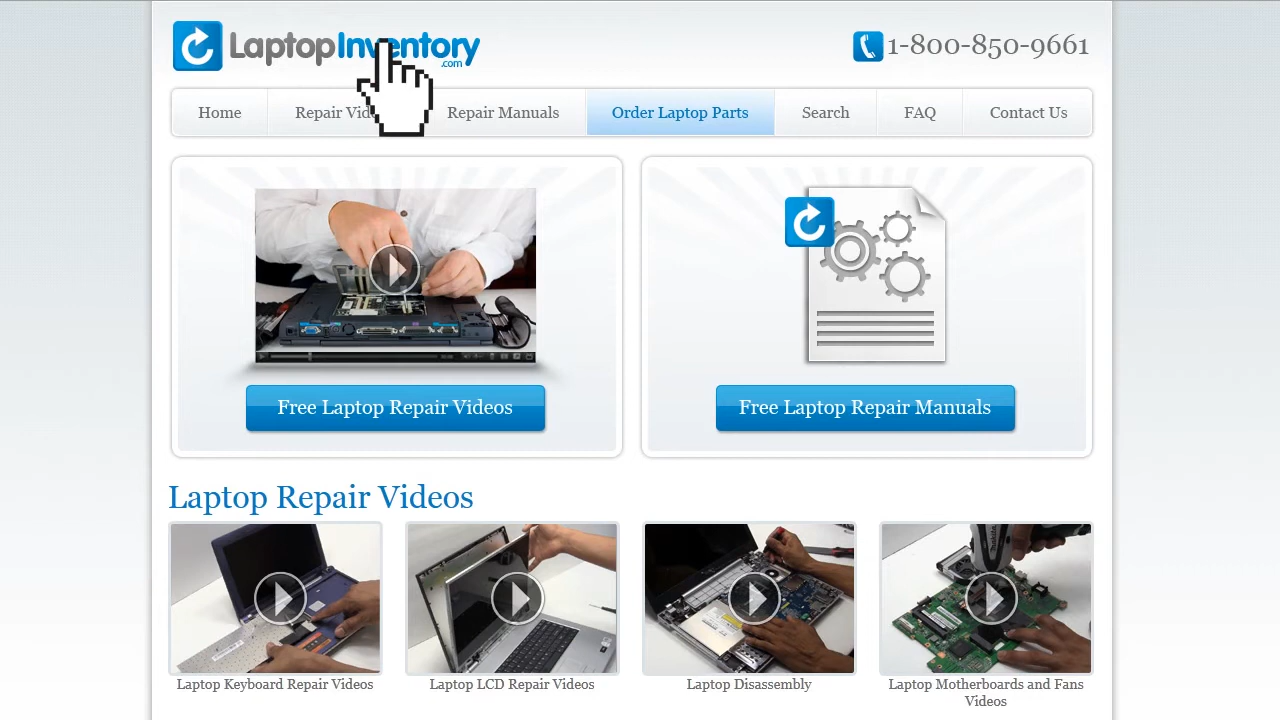 LaptopInventory
.com
1-800-850-9661
Home
Repair Vid
Repair Manuals
Order Laptop Parts
Search
FAQ
Contact Us
Free Laptop Repair Videos
Free Laptop Repair Manuals
Laptop Repair Videos
Laptop Keyboard Repair Videos
Laptop LCD Repair Videos
Laptop Disassembly
Laptop Motherboards and Fans
Videos